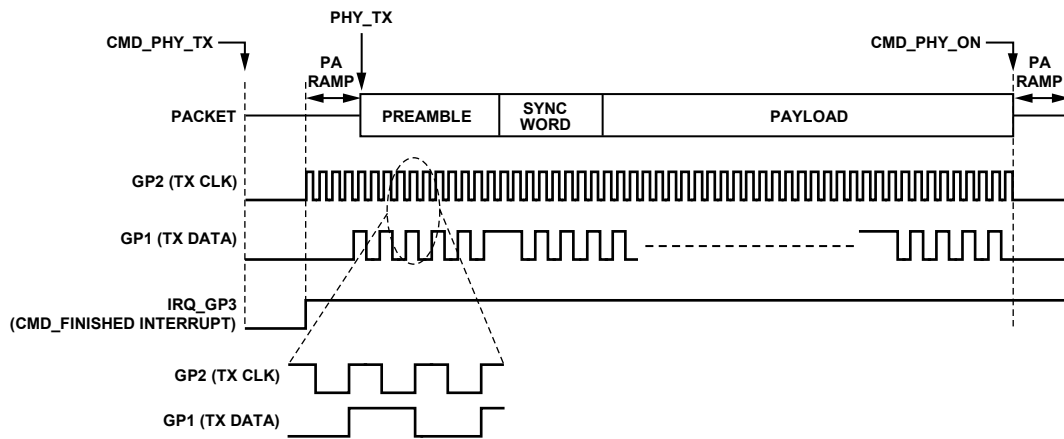 PHY_TX
CMD_PHY_TX
CMD_PHY_ON
PA
RAMP
PA
RAMP
PACKET
PREAMBLE
SYNC
WORD
PAYLOAD
GP2 (TX CLK)
GP1 (TX DATA)
IRQ_GP3
(CMD_FINISHED INTERRUPT)
GP2 (TX CLK)
GP1 (TX DATA)